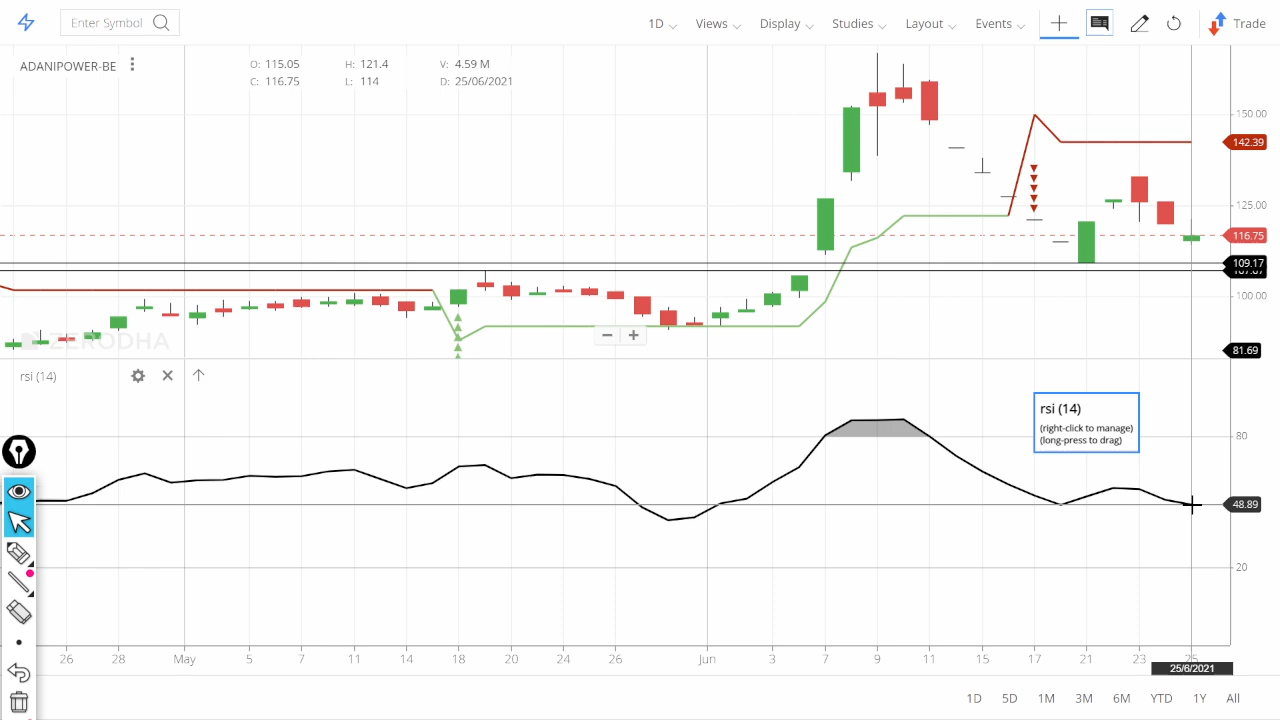 Enter Symbol
1D Views Display Studies Layout Events Trade
ADANIPOWER-BE
O: 115.05 H: 121.4 V: 4.59 M
C: 116.75 L: 114 D: 25/06/2021
150.00
142.39
125.00
116.75
109.17
100.00
ZERODHA
81.69
rsi (14)
rsi (14)
(right-click to manage)
(long-press to drag)
80
48.89
20
26 28 May 5 7 11 14 18 20 24 26 Jun 3 7 9 11 15 17 21 23 25
25/6/2021
1D 5D 1M 3M 6M YTD 1Y All